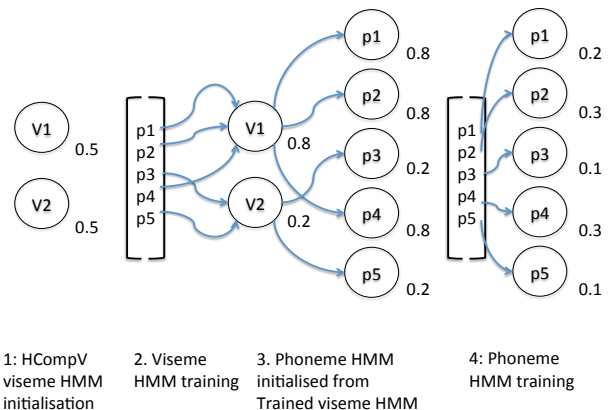 V1
0.5
V2
0.5
p1
p2
p3
p4
p5
V1
0.8
V2
0.2
p1
0.8
p2
0.8
p3
0.2
p4
0.8
p5
0.2
p1
p2
p3
p4
p5
p1
0.2
p2
0.3
p3
0.1
p4
0.3
p5
0.1
1: HCompV
viseme HMM
initialisation
2. Viseme
HMM training
3. Phoneme HMM
initialised from
Trained viseme HMM
4: Phoneme
HMM training